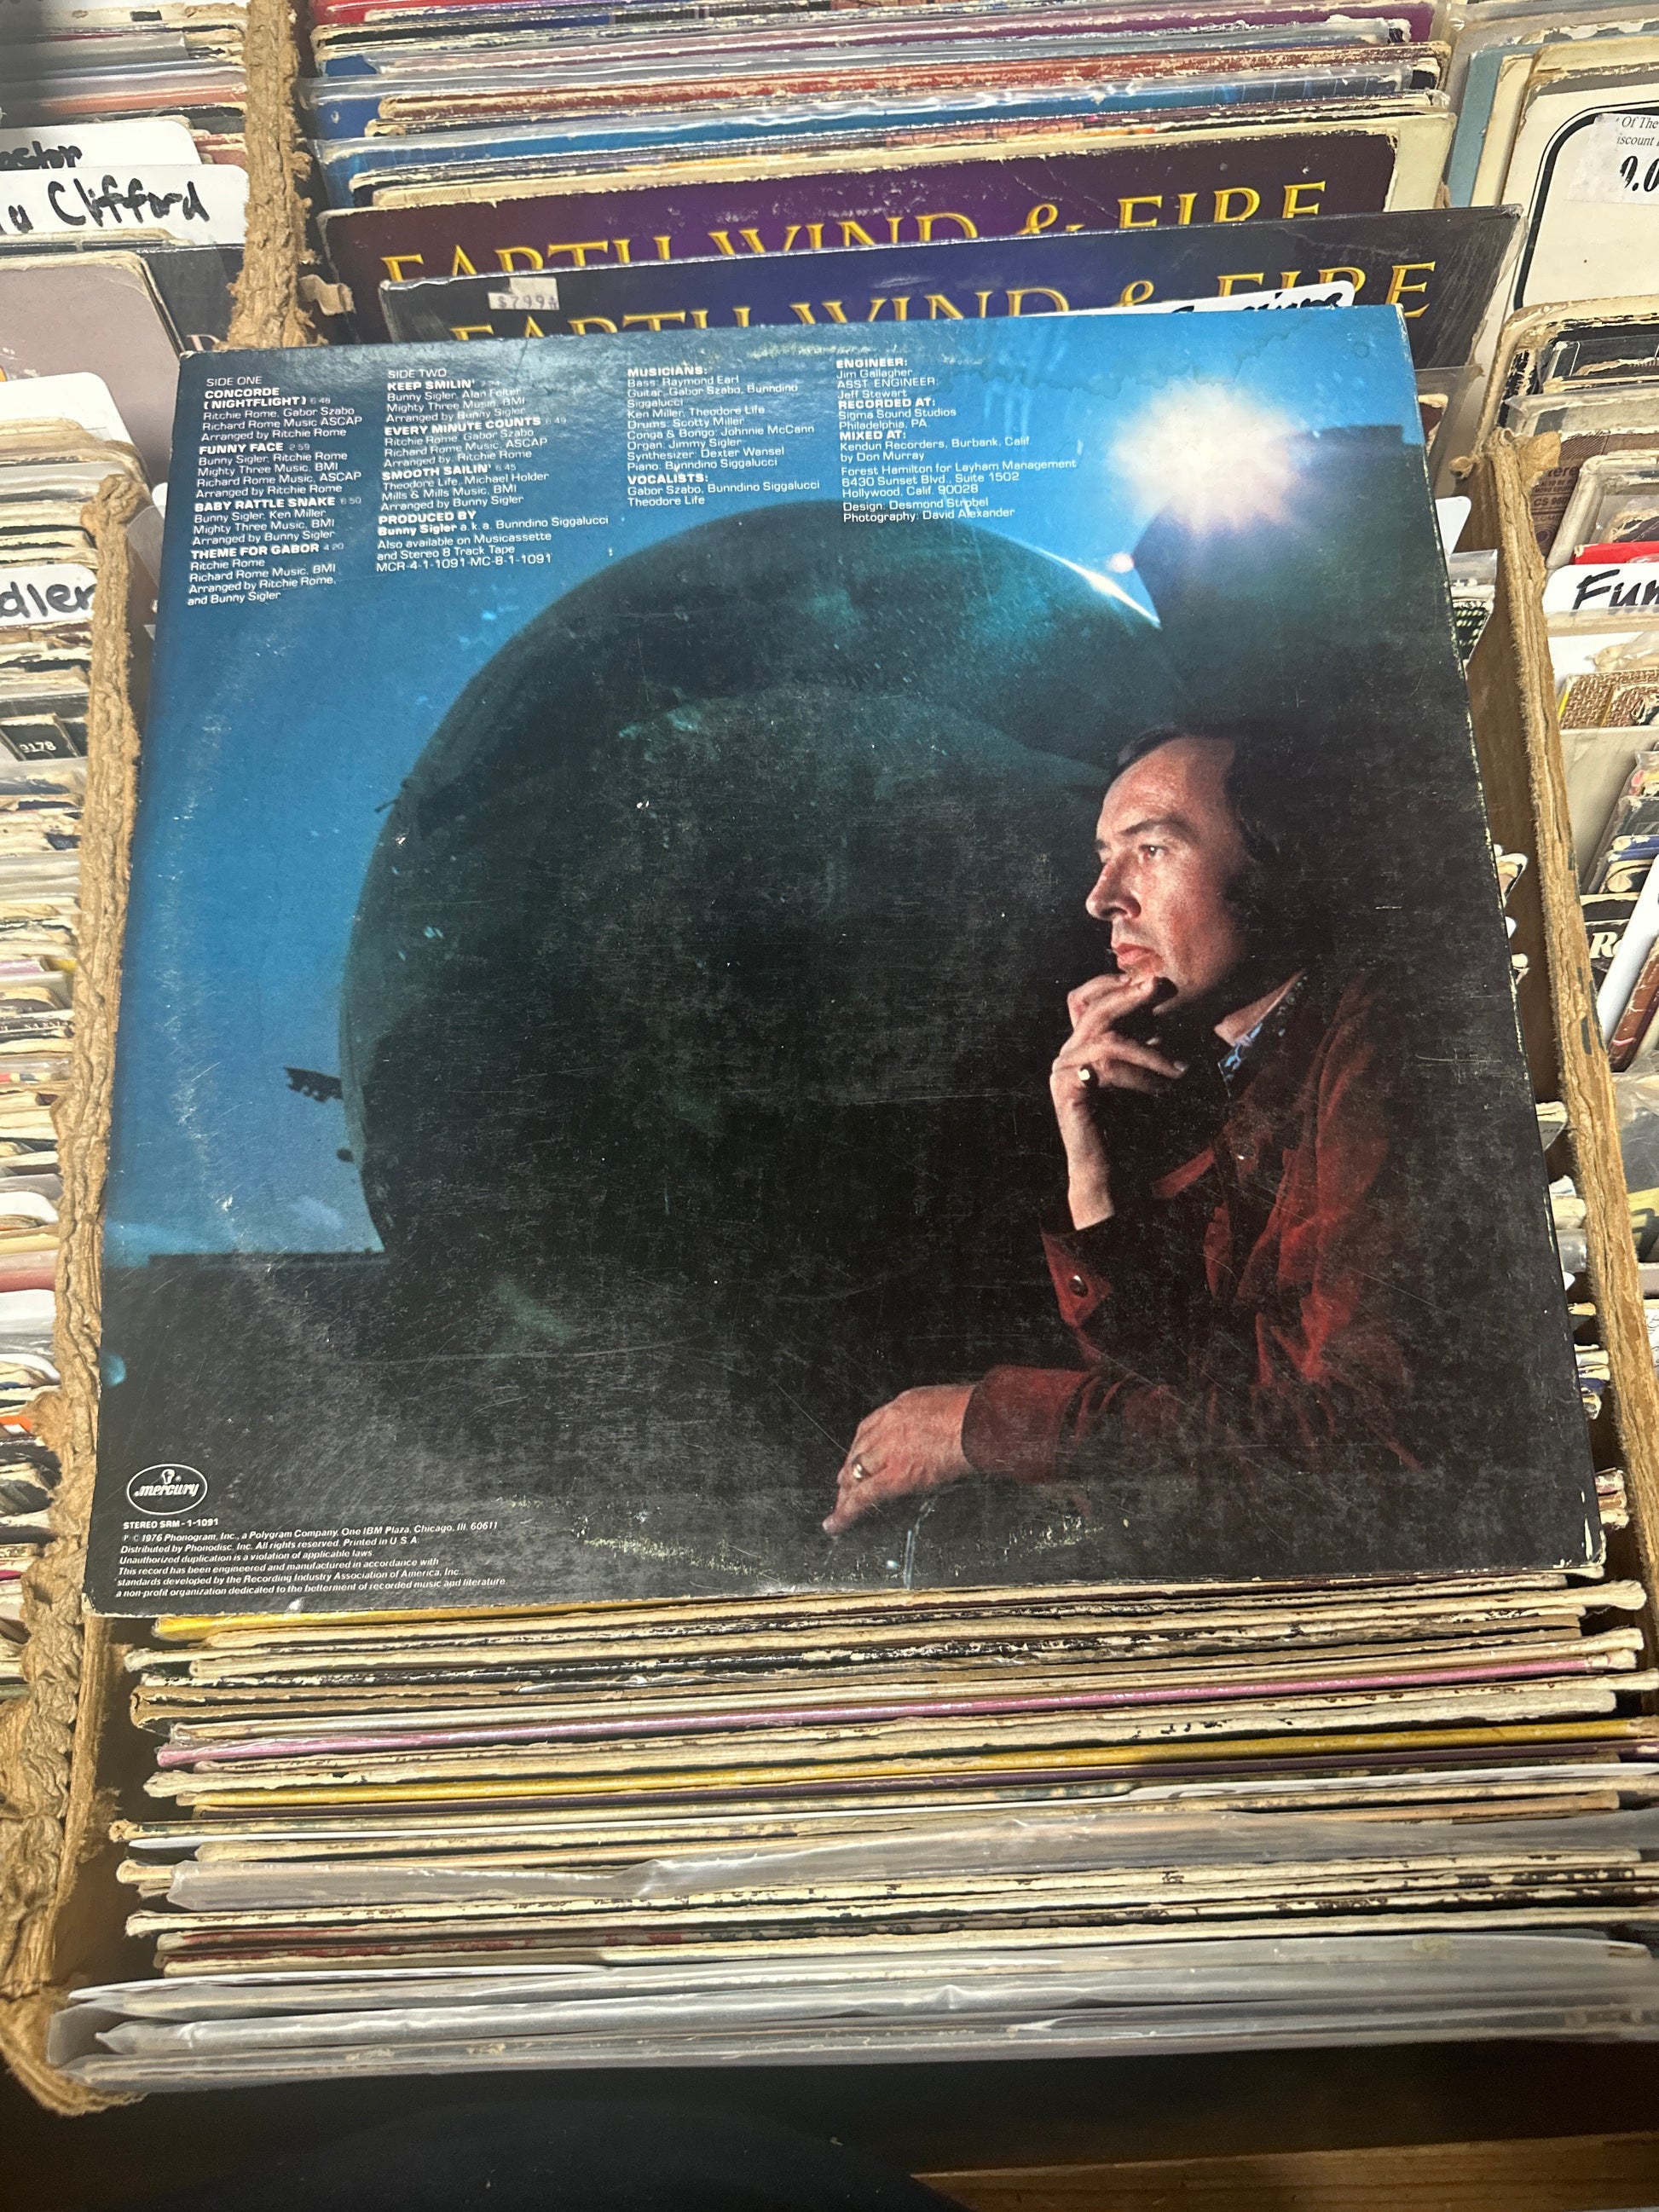 astor
Clifford
dler
9178
EARTH, WIND & FIRE
$7.99
EARTH, WIND & FIRE
Of The
iscount
9.0
Fun
SIDE ONE
CONCORDE
(NIGHTFLIGHT) 6:48
Ritchie Rome, Gabor Szabo
Richard Rome Music ASCAP
Arranged by Ritchie Rome
FUNNY FACE 2:59
Bunny Sigler, Ritchie Rome
Mighty Three Music, BMI
Richard Rome Music, ASCAP
Arranged by Ritchie Rome
BABY RATTLE SNAKE 6:50
Bunny Sigler, Ken Miller
Mighty Three Music, BMI
Arranged by Bunny Sigler
THEME FOR GABOR 4:20
Ritchie Rome
Richard Rome Music, BMI
Arranged by Ritchie Rome,
and Bunny Sigler
SIDE TWO
KEEP SMILIN'
Bunny Sigler, Alan Felder
Mighty Three Music, BMI
Arranged by Bunny Sigler
EVERY MINUTE COUNTS 6:49
Ritchie Rome, Gabor Szabo
Richard Rome Music, ASCAP
Arranged by Ritchie Rome
SMOOTH SAILIN' 6:45
Theodore Life, Michael Holder
Mills & Mills Music, BMI
Arranged by Bunny Sigler
PRODUCED BY
Bunny Sigler a.k.a. Bunndino Siggalucci
Also available on Musicassette
and Stereo 8 Track Tape
MCR-4-1-1091 MC-8-1-1091
MUSICIANS:
Bass: Raymond Earl
Guitar: Gabor Szabo, Bunndino
Siggalucci
Ken Miller, Theodore Life
Drums: Scotty Miller
Conga & Bongo: Johnnie McCann
Organ: Jimmy Sigler
Synthesizer: Dexter Wansel
Piano: Bunndino Siggalucci
VOCALISTS:
Gabor Szabo, Bunndino Siggalucci
Theodore Life
ENGINEER:
Jim Gallagher
ASST. ENGINEER:
Jeff Stewart
RECORDED AT:
Sigma Sound Studios
Philadelphia, PA
MIXED AT:
Kendun Recorders, Burbank, Calif.
by Don Murray
Forest Hamilton for Layham Management
6430 Sunset Blvd., Suite 1502
Hollywood, Calif. 90028
Design: Desmond Strobel
Photography: David Alexander
mercury
STEREO SRM-1-1091
℗ © 1976 Phonogram, Inc., a Polygram Company, One IBM Plaza, Chicago, Ill. 60611
Distributed by Phonodisc, Inc. All rights reserved. Printed in U.S.A.
Unauthorized duplication is a violation of applicable laws
This record has been engineered and manufactured in accordance with
standards developed by the Recording Industry Association of America, Inc.,
a non-profit organization dedicated to the betterment of recorded music and literature.